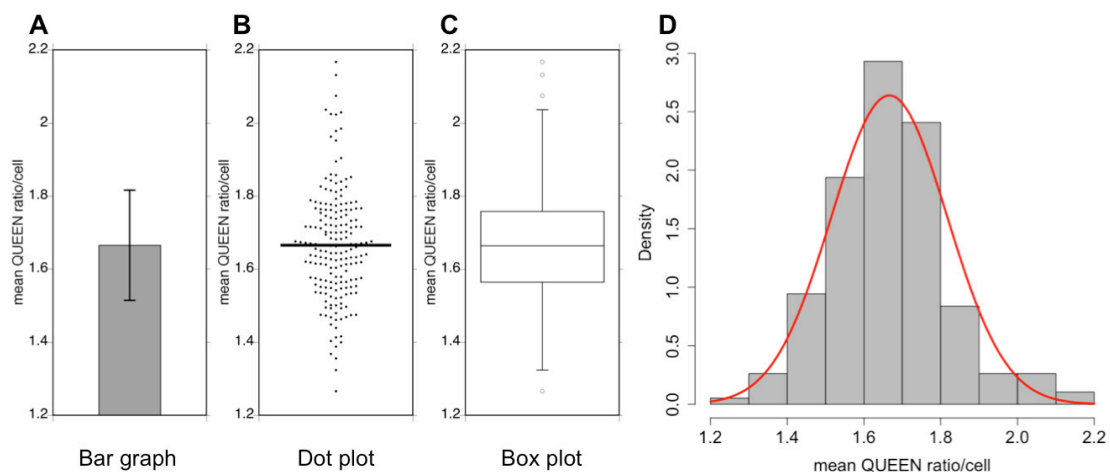 A
B
C
D
mean QUEEN ratio/cell
2.2
2
1.8
1.6
1.4
1.2
Bar graph
mean QUEEN ratio/cell
2.2
2
1.8
1.6
1.4
1.2
Dot plot
mean QUEEN ratio/cell
2.2
2
1.8
1.6
1.4
1.2
Box plot
Density
3.0
2.5
2.0
1.5
1.0
0.5
0.0
1.2 1.4 1.6 1.8 2.0 2.2
mean QUEEN ratio/cell